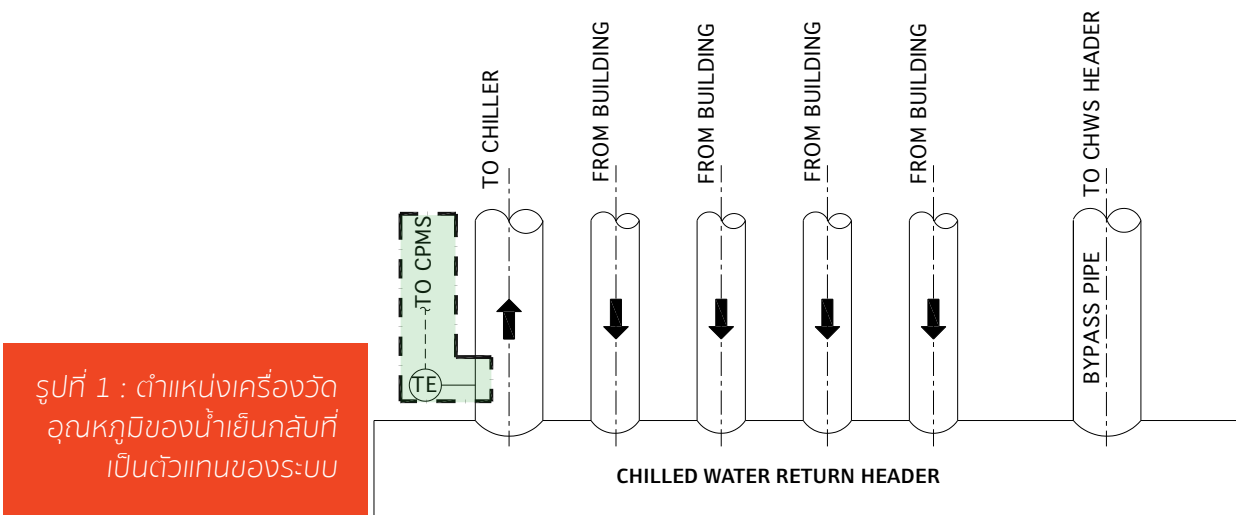 TO CHILLER
FROM BUILDING
FROM BUILDING
FROM BUILDING
FROM BUILDING
TO CHWS HEADER
BYPASS PIPE
TO CPMS
TE
รูปที่ 1 : ตำแหน่งเครื่องวัด
อุณหภูมิของน้ำเย็นกลับที่
เป็นตัวแทนของระบบ
CHILLED WATER RETURN HEADER